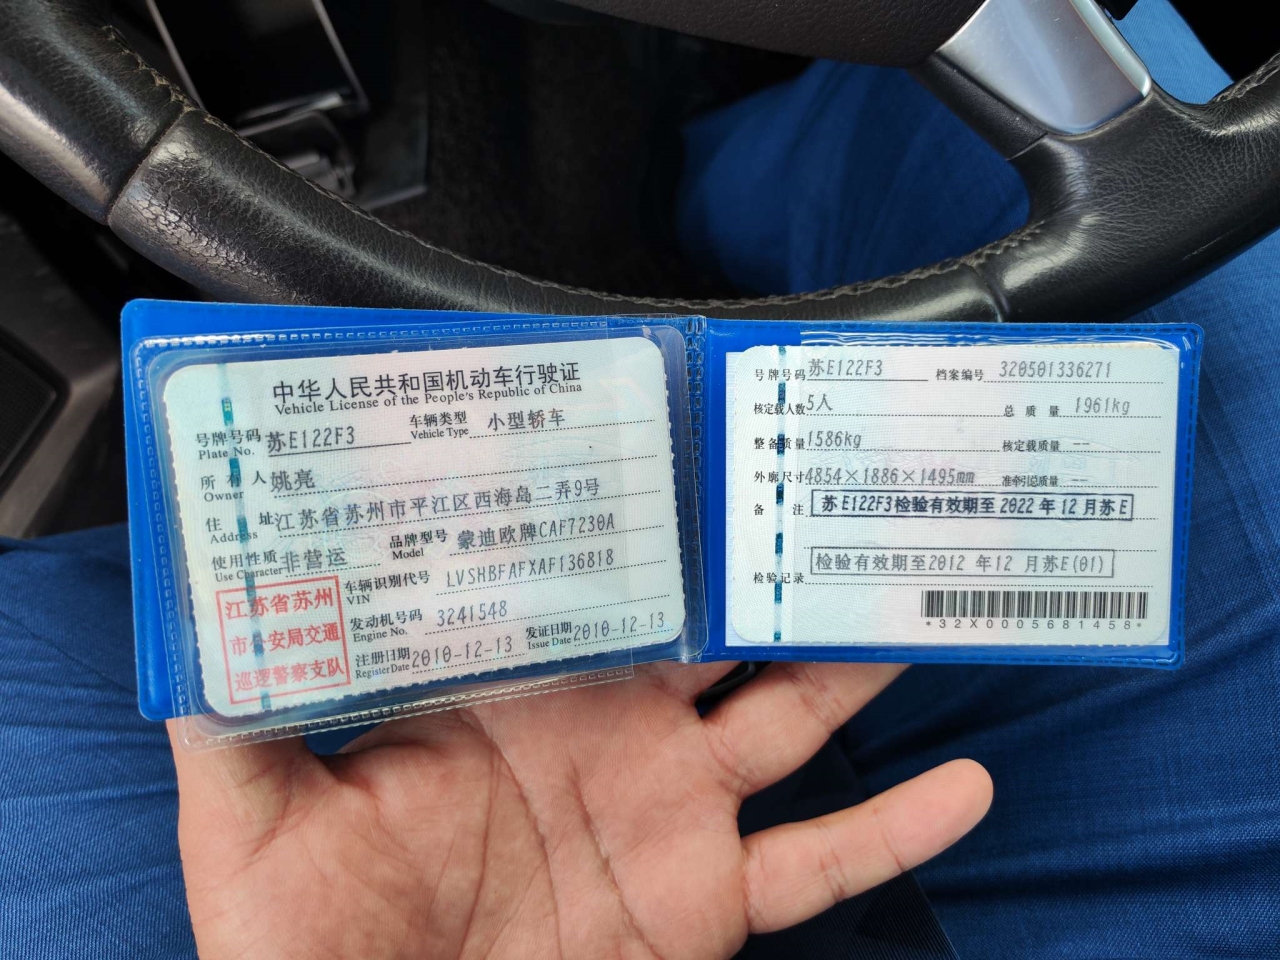 中华人民共和国机动车行驶证
Vehicle License of the People's Republic of China
号牌号码 苏E122F3 车辆类型 小型轿车
Plate No. Vehicle Type
所有人 姚亮
Owner
住址 江苏省苏州市平江区西海岛二弄9号
Address
使用性质 非营运 品牌型号 蒙迪欧牌CAF7230A
Use Character Model
车辆识别代号 LVSHBFAFXAF136818
VIN
发动机号码 3241548
Engine No.
注册日期 2010-12-13 发证日期 2010-12-13
Register Date Issue Date
江苏省苏州
市公安局交通
巡逻警察支队
号牌号码 苏E122F3 档案编号 320501336271
核定载人数 5人 总质量 1961kg
整备质量 1586kg 核定载质量 --
外廓尺寸 4854×1886×1495mm 准牵引总质量 --
备注 苏E122F3检验有效期至2022年12月苏E
检验有效期至2012年12月苏E(01)
检验记录
*32X0005681458*